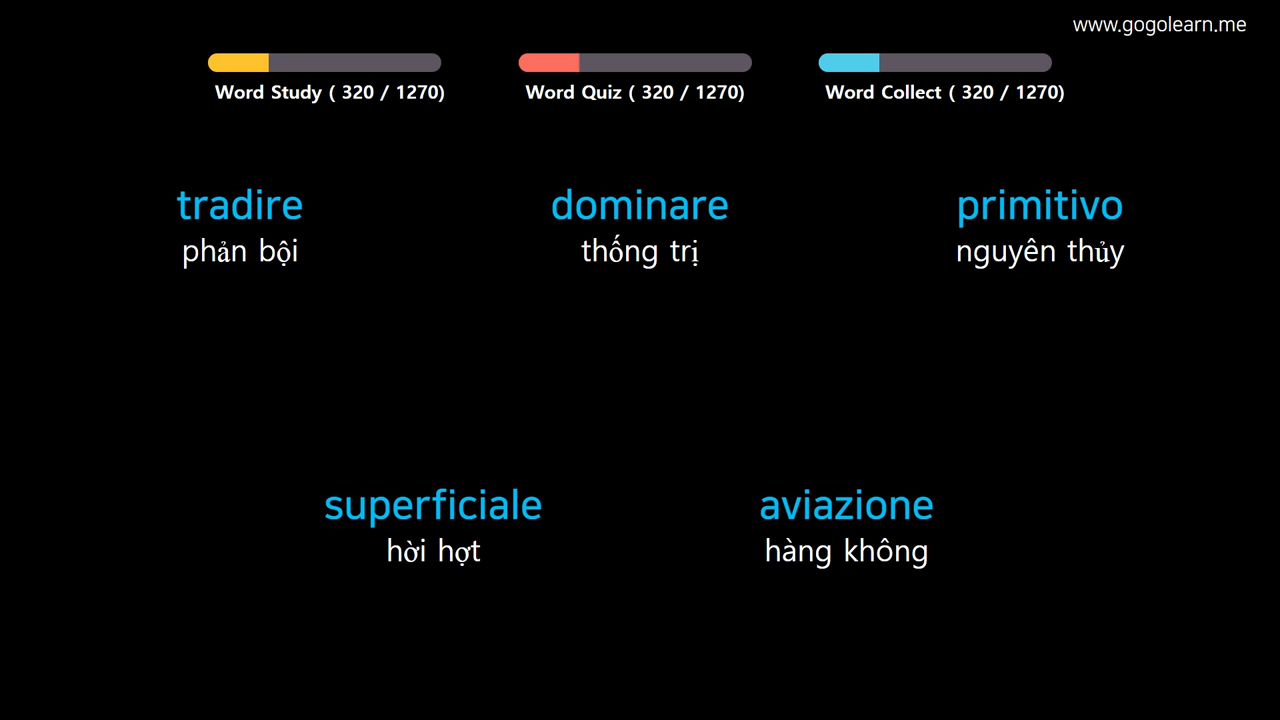 www.gogolearn.me
Word Study ( 320 / 1270)
Word Quiz ( 320 / 1270)
Word Collect ( 320 / 1270)
tradire
phản bội
dominare
thống trị
primitivo
nguyên thủy
superficiale
hời hợt
aviazione
hàng không